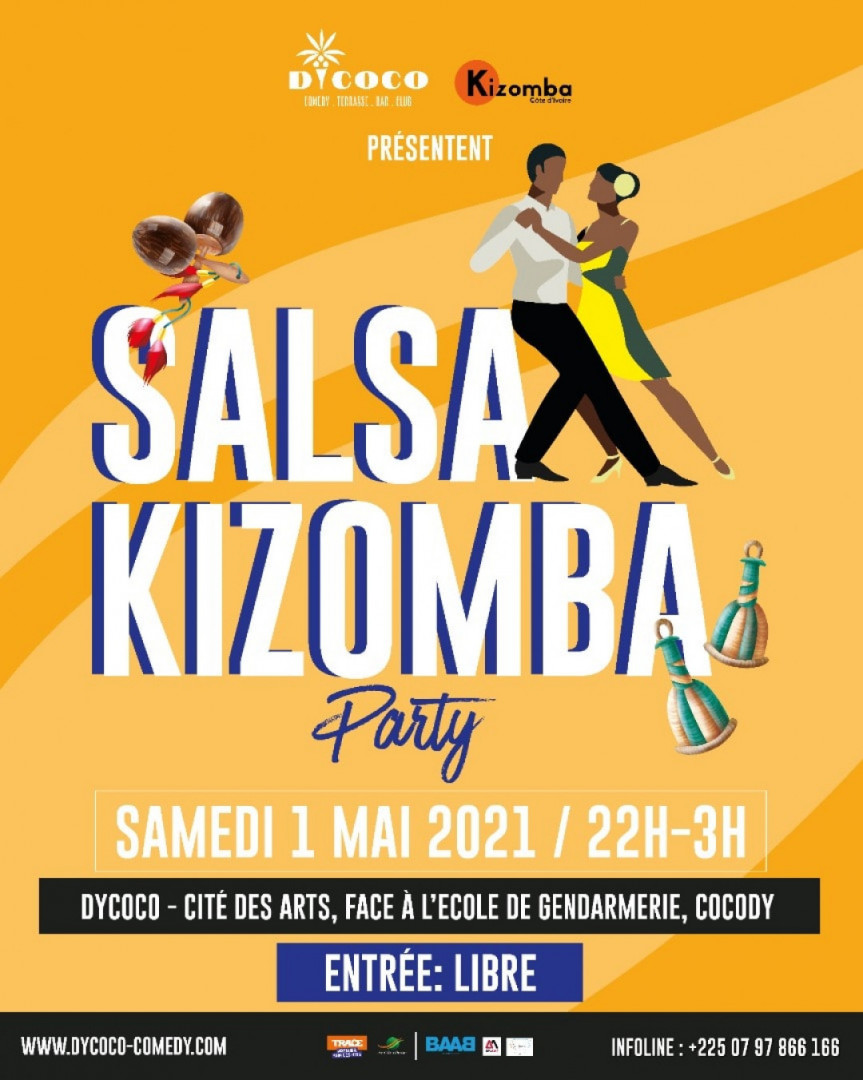 DYCOCO
COMEDY . TERRASSE . BAR . CLUB
Kizomba
Côte d'Ivoire
PRÉSENTENT
SALSA
KIZOMBA
Party
SAMEDI 1 MAI 2021 / 22H-3H
DYCOCO - CITÉ DES ARTS, FACE À L'ECOLE DE GENDARMERIE, COCODY
ENTRÉE: LIBRE
WWW.DYCOCO-COMEDY.COM
TRACE
BAAB
INFOLINE : +225 07 97 866 166